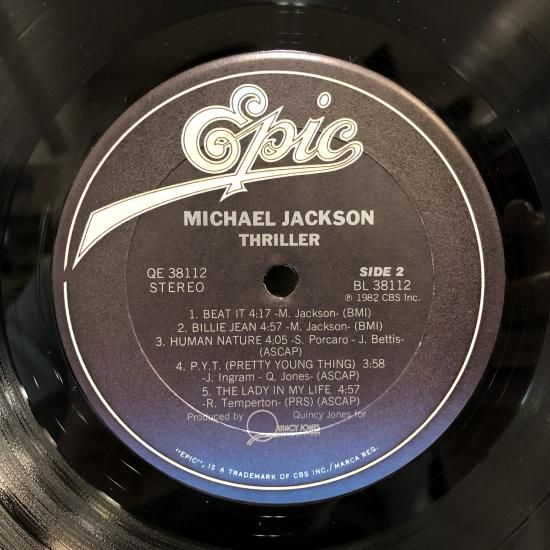 Epic
MICHAEL JACKSON
THRILLER
QE 38112
STEREO
SIDE 2
BL 38112
℗ 1982 CBS Inc.
1. BEAT IT 4:17 -M. Jackson- (BMI)
2. BILLIE JEAN 4:57 -M. Jackson- (BMI)
3. HUMAN NATURE 4:05 -S. Porcaro - J. Bettis-
(ASCAP)
4. P.Y.T. (PRETTY YOUNG THING) 3:58
-J. Ingram - Q. Jones- (ASCAP)
5. THE LADY IN MY LIFE 4:57
-R. Temperton- (PRS) (ASCAP)
Produced by Quincy Jones for
QUINCY JONES
"EPIC", IS A TRADEMARK OF CBS INC./MARCA REG.